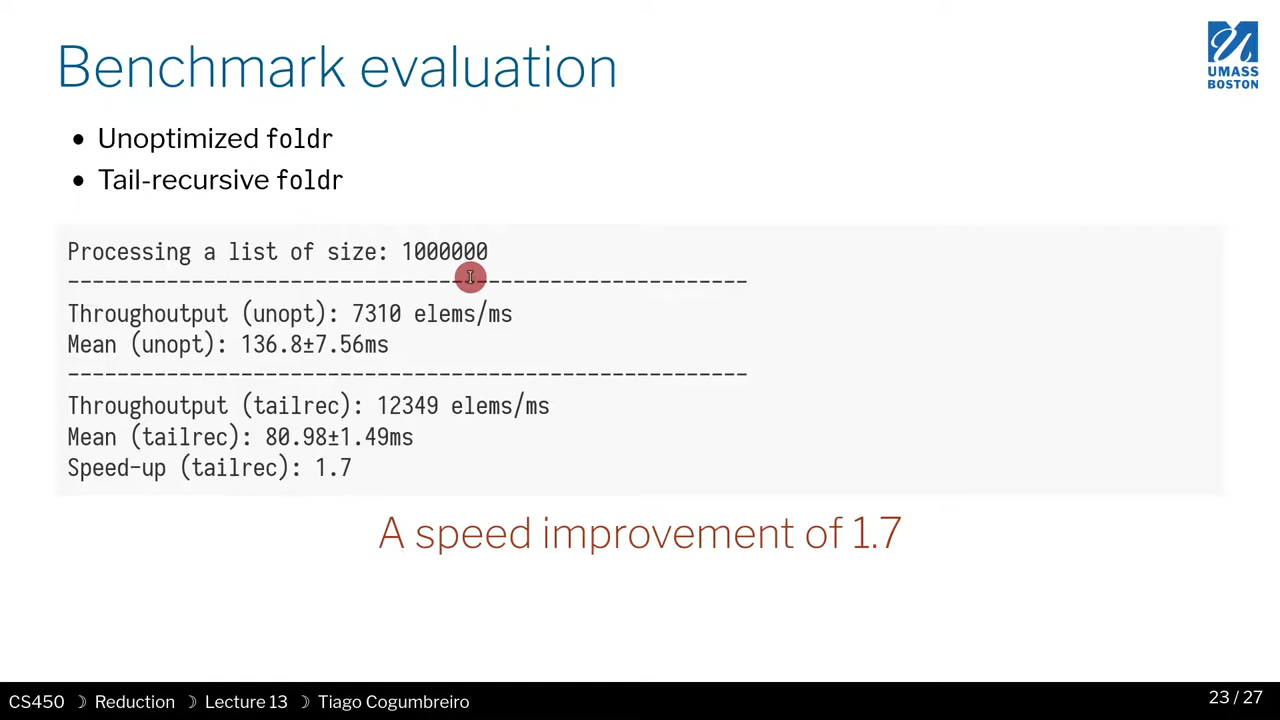 Benchmark evaluation
UMASS
BOSTON
• Unoptimized foldr
• Tail-recursive foldr
Processing a list of size: 1000000
-------------------------------------------------------
Throughoutput (unopt): 7310 elems/ms
Mean (unopt): 136.8±7.56ms
-------------------------------------------------------
Throughoutput (tailrec): 12349 elems/ms
Mean (tailrec): 80.98±1.49ms
Speed-up (tailrec): 1.7
A speed improvement of 1.7
CS450 ☽ Reduction ☽ Lecture 13 ☽ Tiago Cogumbreiro
23 / 27